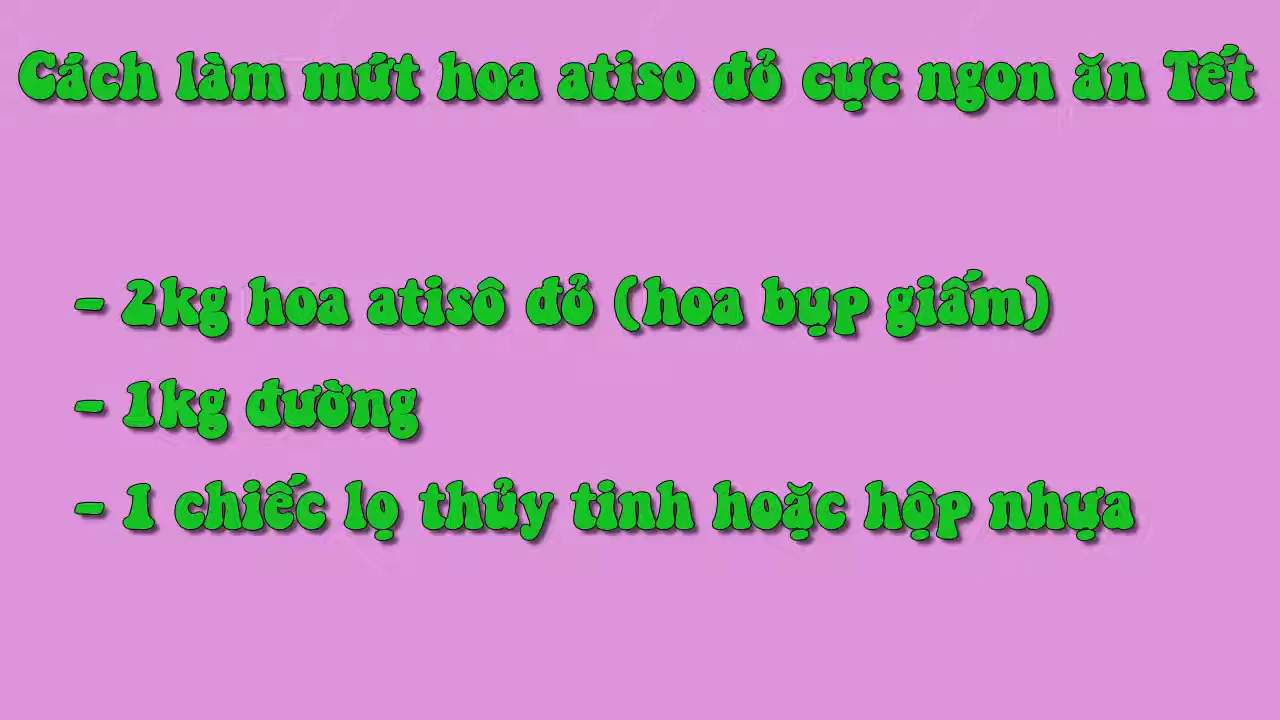 Cách làm mứt hoa atiso đỏ cực ngon ăn Tết
- 2kg hoa atisô đỏ (hoa bụp giấm)
- 1kg đường
- 1 chiếc lọ thủy tinh hoặc hộp nhựa